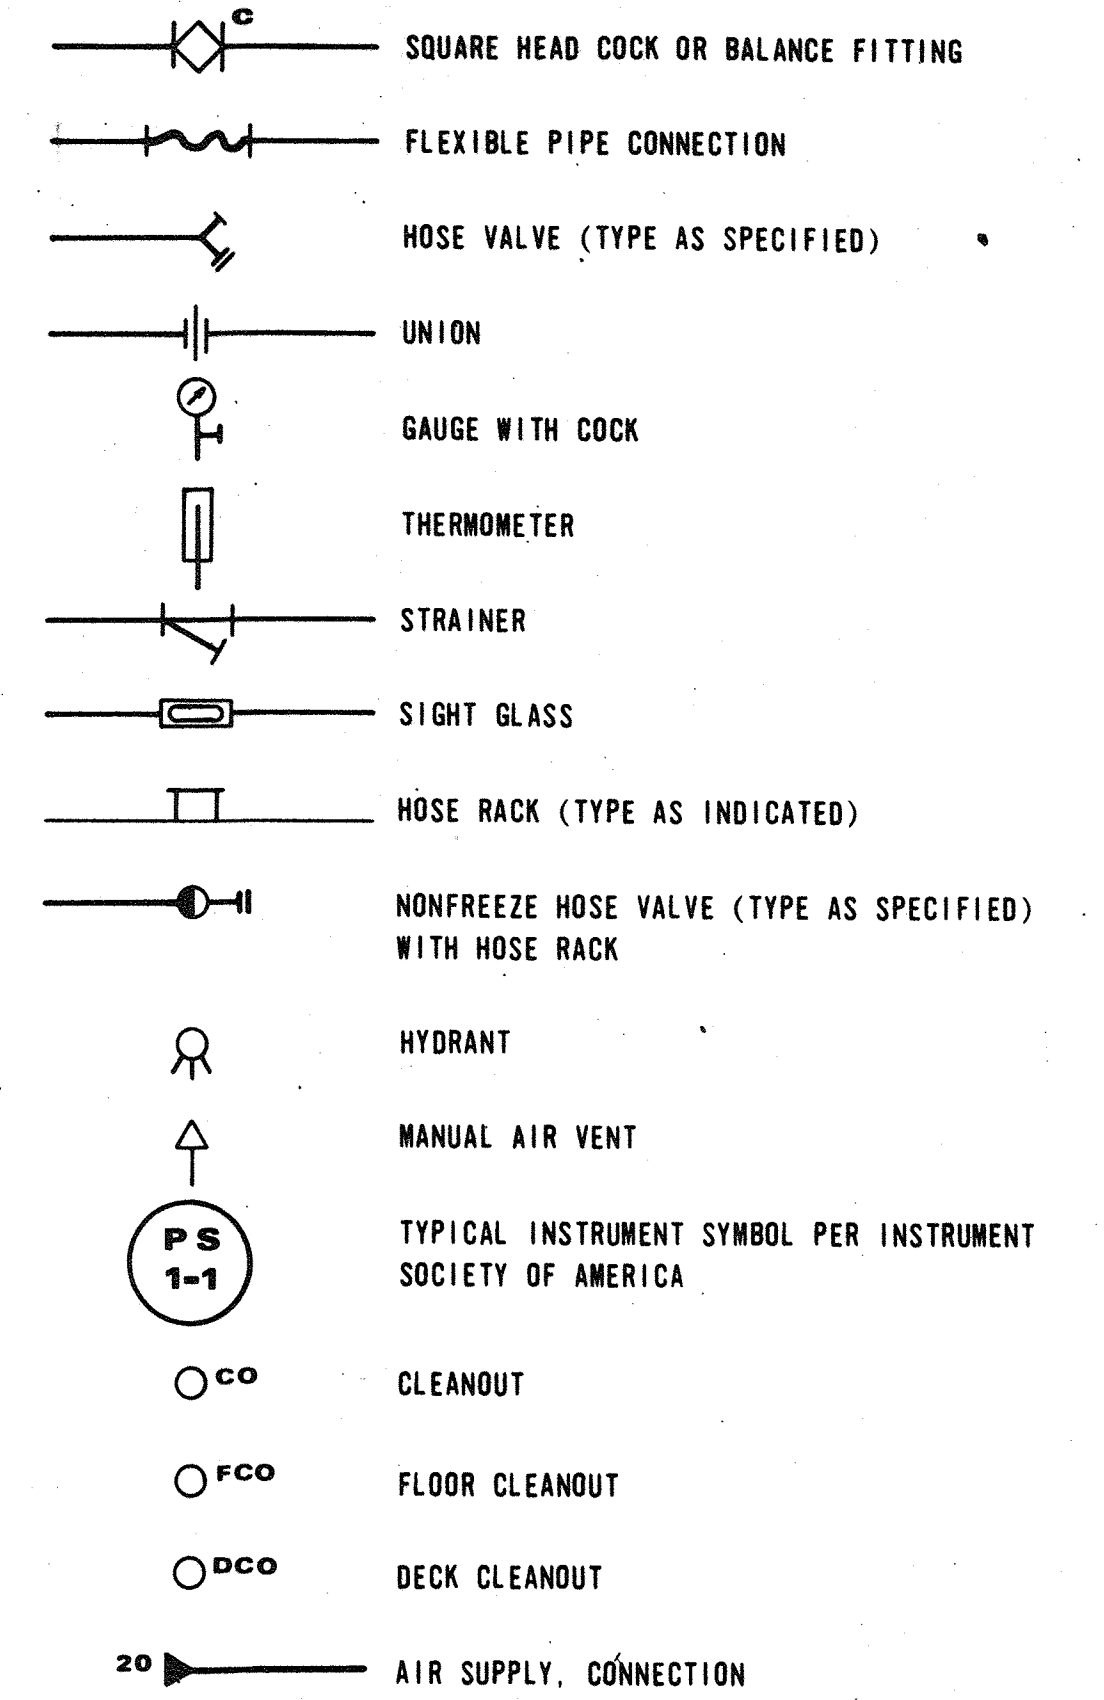 C
SQUARE HEAD COCK OR BALANCE FITTING
FLEXIBLE PIPE CONNECTION
HOSE VALVE (TYPE AS SPECIFIED)
UNION
GAUGE WITH COCK
THERMOMETER
STRAINER
SIGHT GLASS
HOSE RACK (TYPE AS INDICATED)
NONFREEZE HOSE VALVE (TYPE AS SPECIFIED)
WITH HOSE RACK
HYDRANT
MANUAL AIR VENT
PS
1-1
TYPICAL INSTRUMENT SYMBOL PER INSTRUMENT
SOCIETY OF AMERICA
CO
CLEANOUT
FCO
FLOOR CLEANOUT
DCO
DECK CLEANOUT
20
AIR SUPPLY, CONNECTION